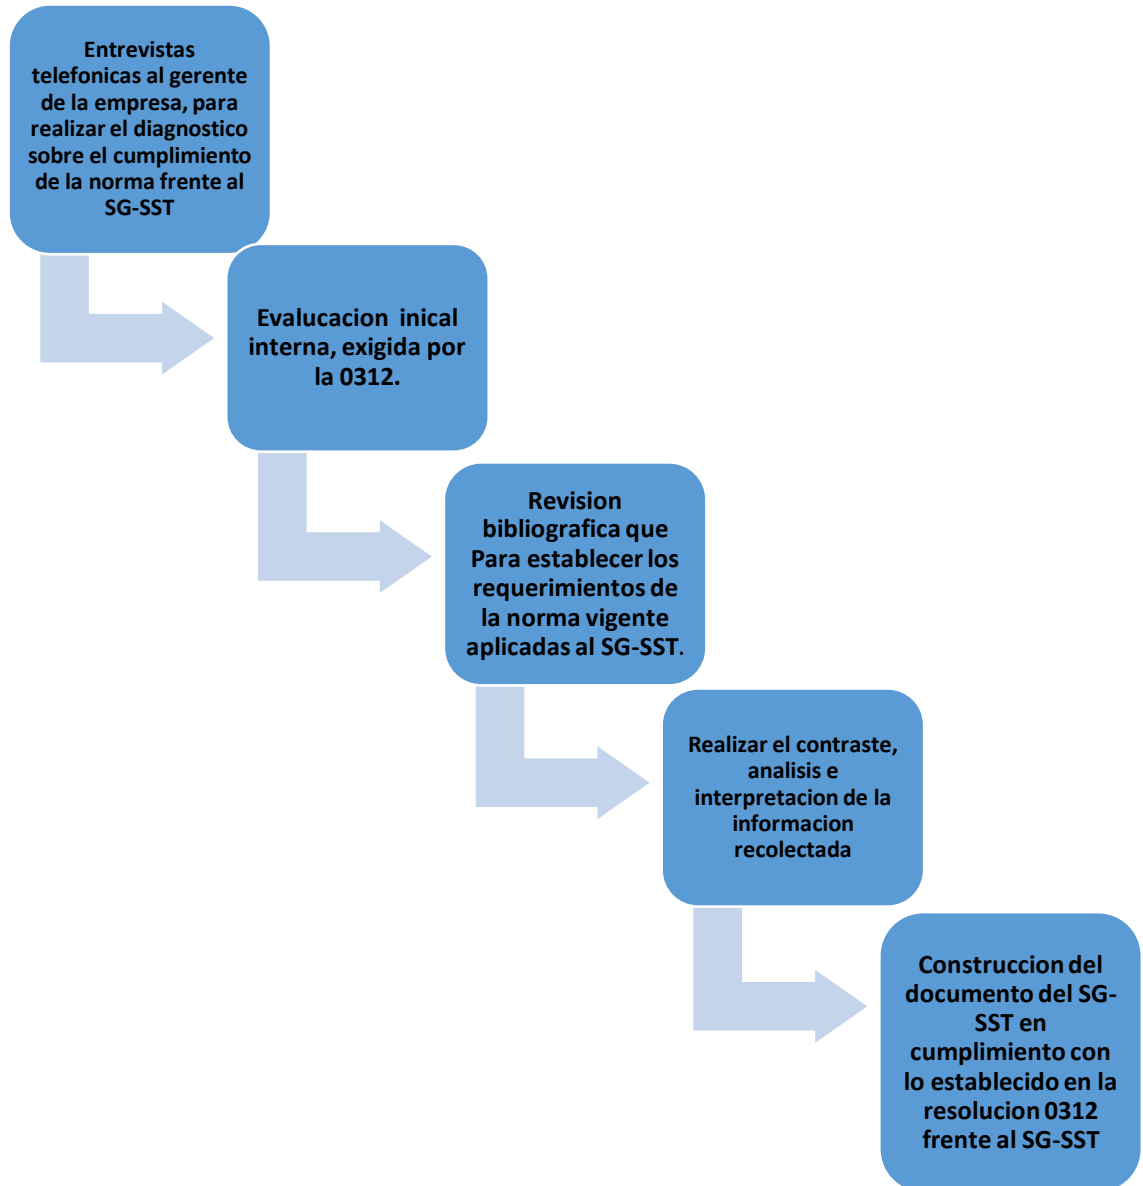 Entrevistas
telefonicas al gerente
de la empresa, para
realizar el diagnostico
sobre el cumplimiento
de la norma frente al
SG-SST
Evalucacion inical
interna, exigida por
la 0312.
Revision
bibliografica que
Para establecer los
requerimientos de
la norma vigente
aplicadas al SG-SST.
Realizar el contraste,
analisis e
interpretacion de la
informacion
recolectada
Construccion del
documento del SG-
SST en
cumplimiento con
lo establecido en la
resolucion 0312
frente al SG-SST